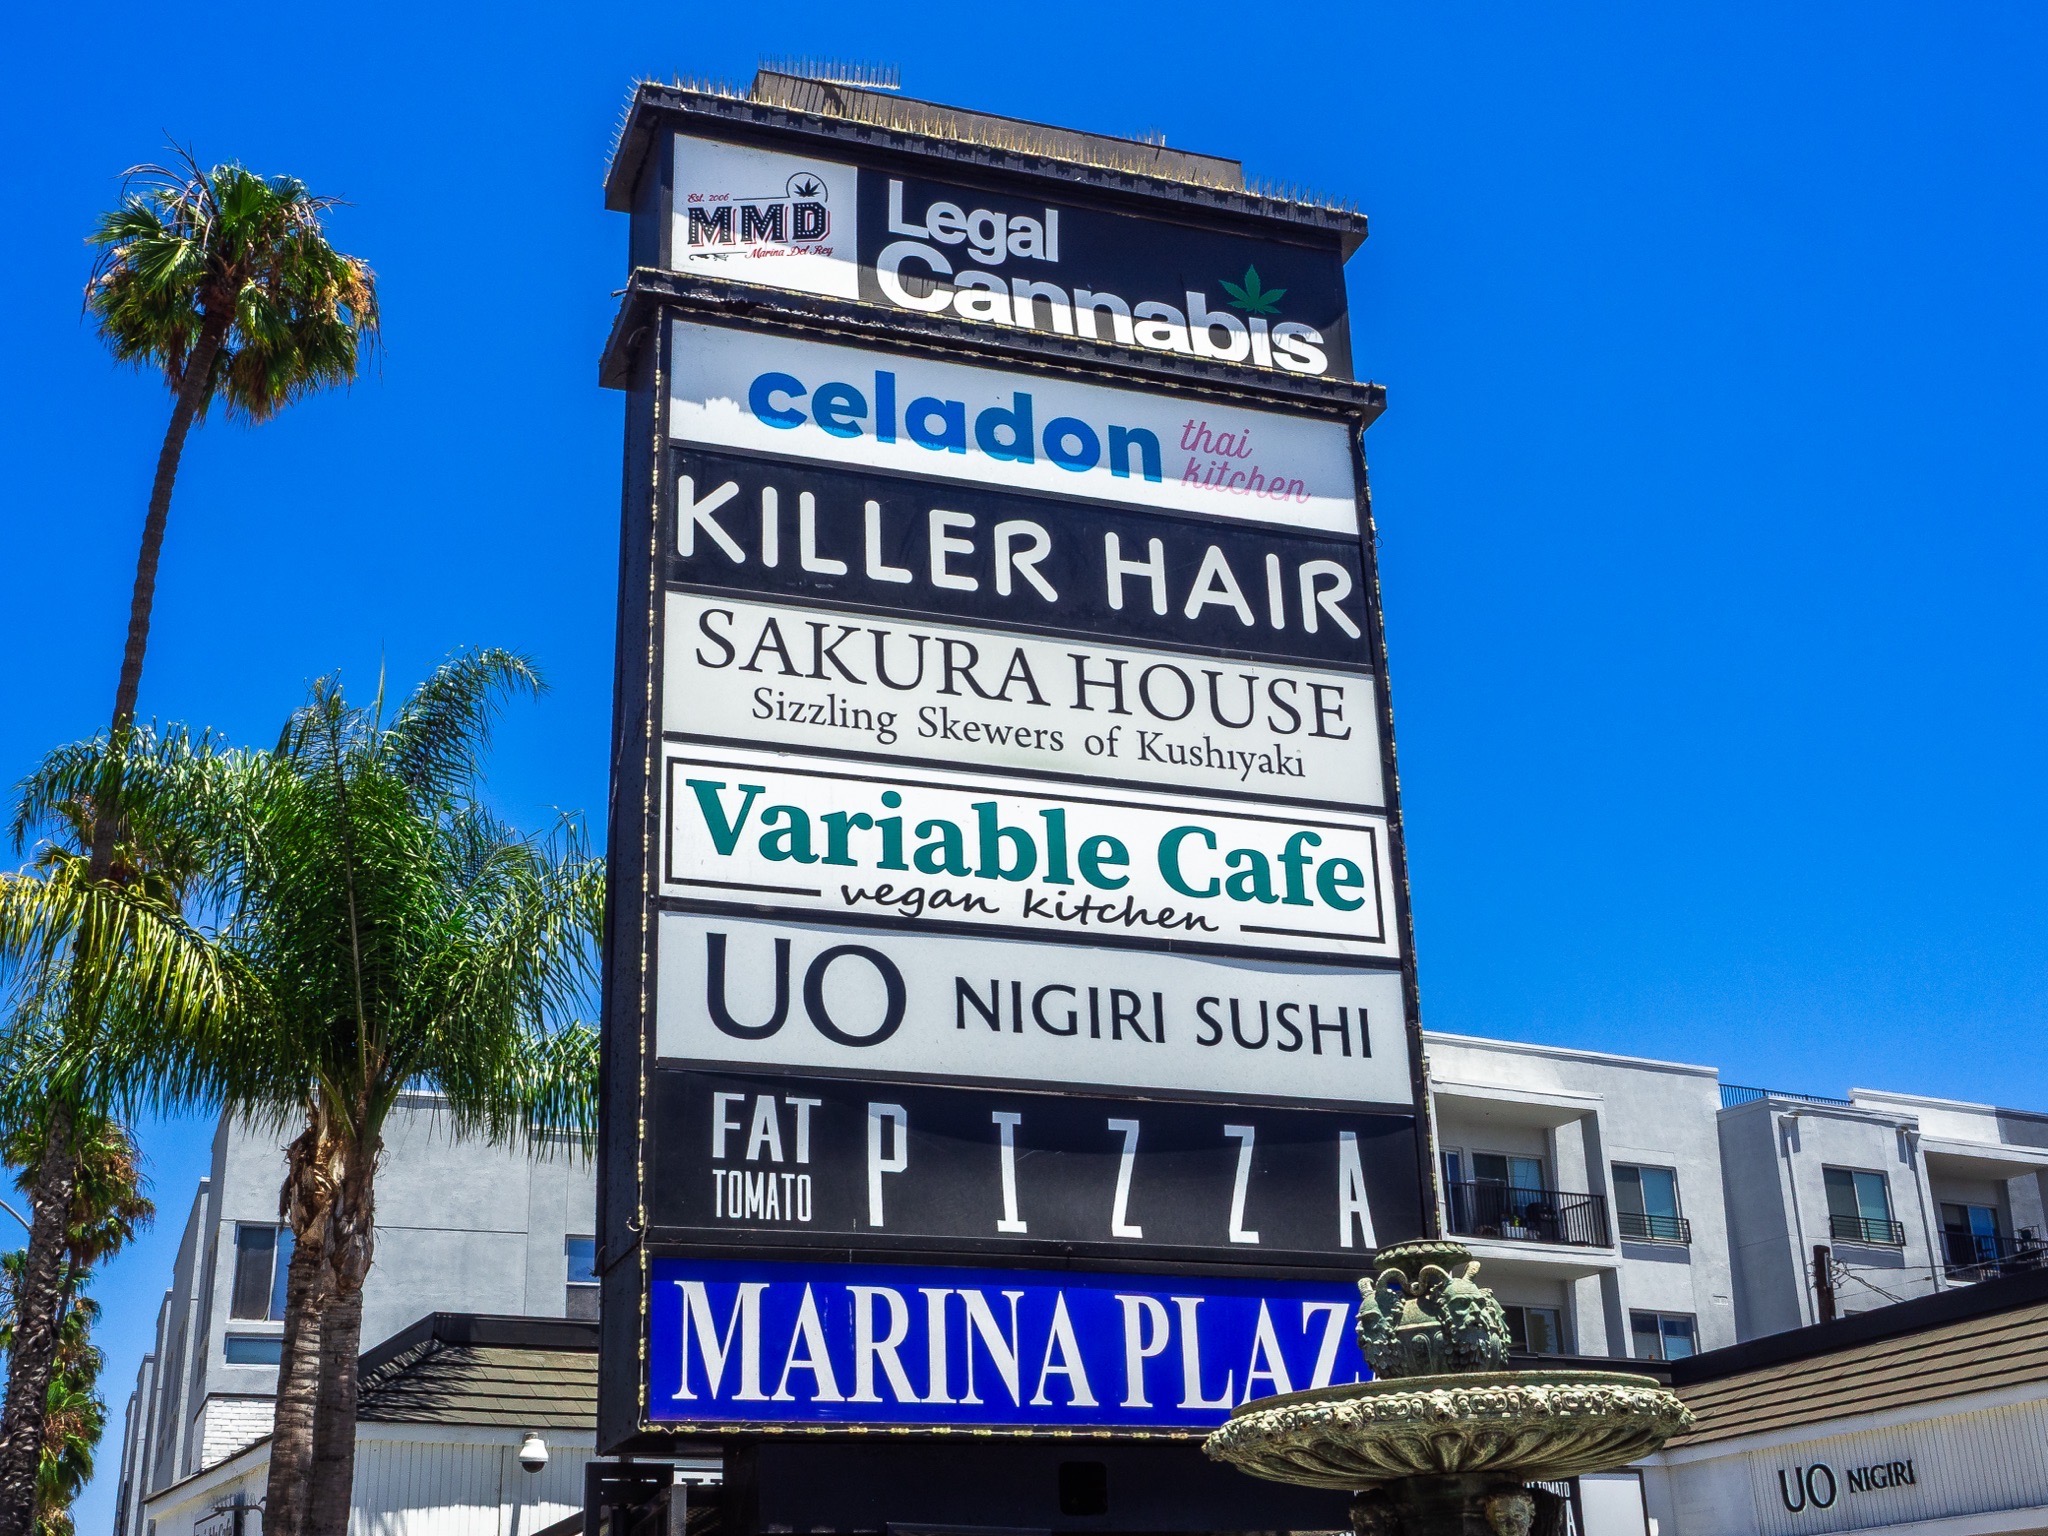 Est. 2006
MMD
Marina Del Rey
Legal
Cannabis
celadon
thai
kitchen
KILLER HAIR
SAKURA HOUSE
Sizzling Skewers of Kushiyaki
Variable Cafe
vegan kitchen
UO NIGIRI SUSHI
FAT
TOMATO
PIZZA
MARINA PLAZ
UO NIGIRI
TOMATO